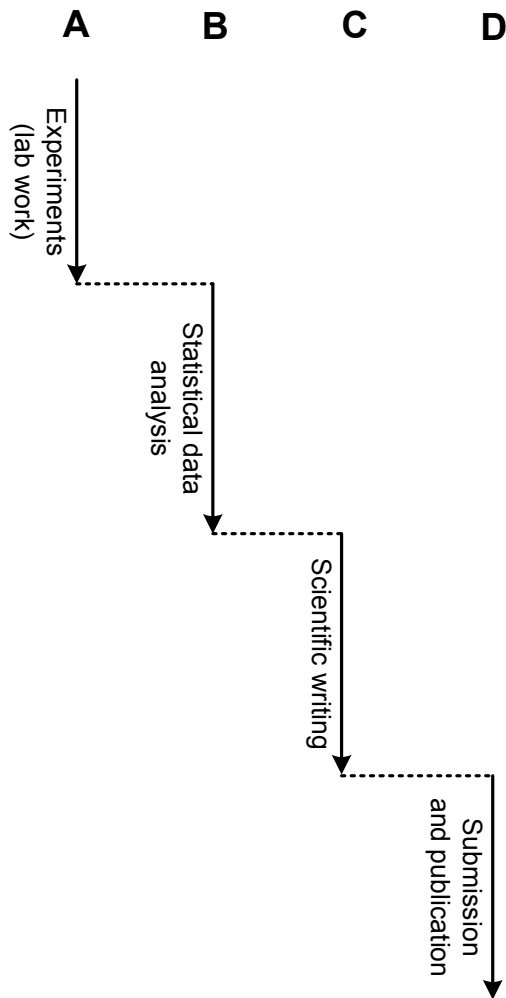 A
B
C
D
Experiments
(lab work)
Statistical data
analysis
Scientific writing
Submission
and publication